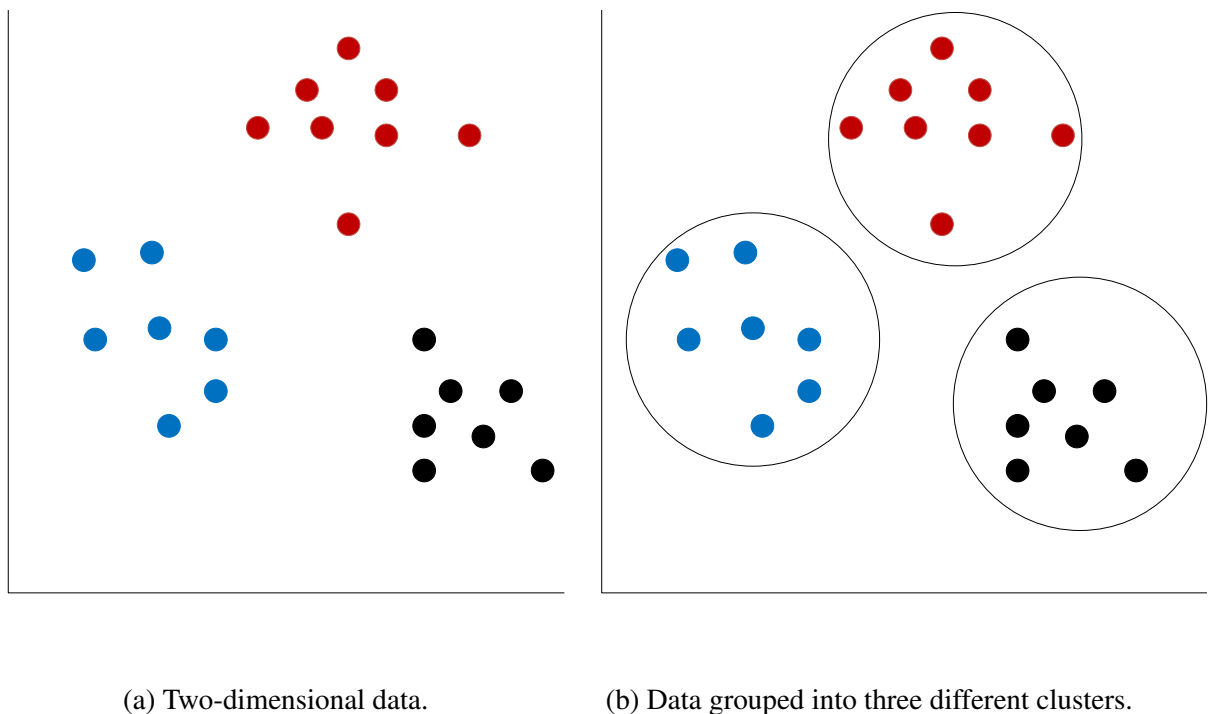 (a) Two-dimensional data.
(b) Data grouped into three different clusters.